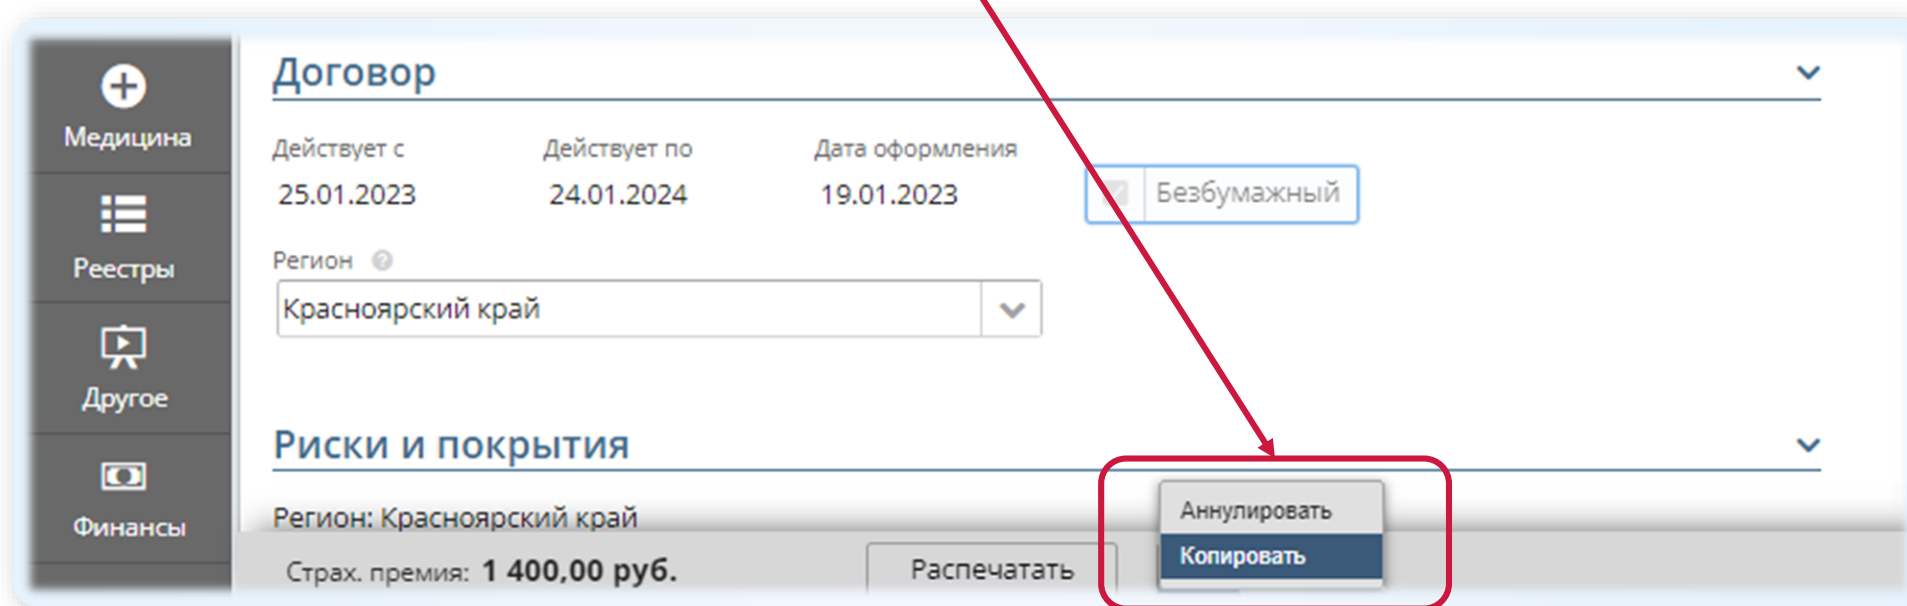 Медицина
Реестры
Другое
Финансы
Договор
Действует с
Действует по
Дата оформления
25.01.2023
24.01.2024
19.01.2023
Безбумажный
Регион
Красноярский край
Риски и покрытия
Регион: Красноярский край
Страх. премия: 1 400,00 руб.
Распечатать
Аннулировать
Копировать